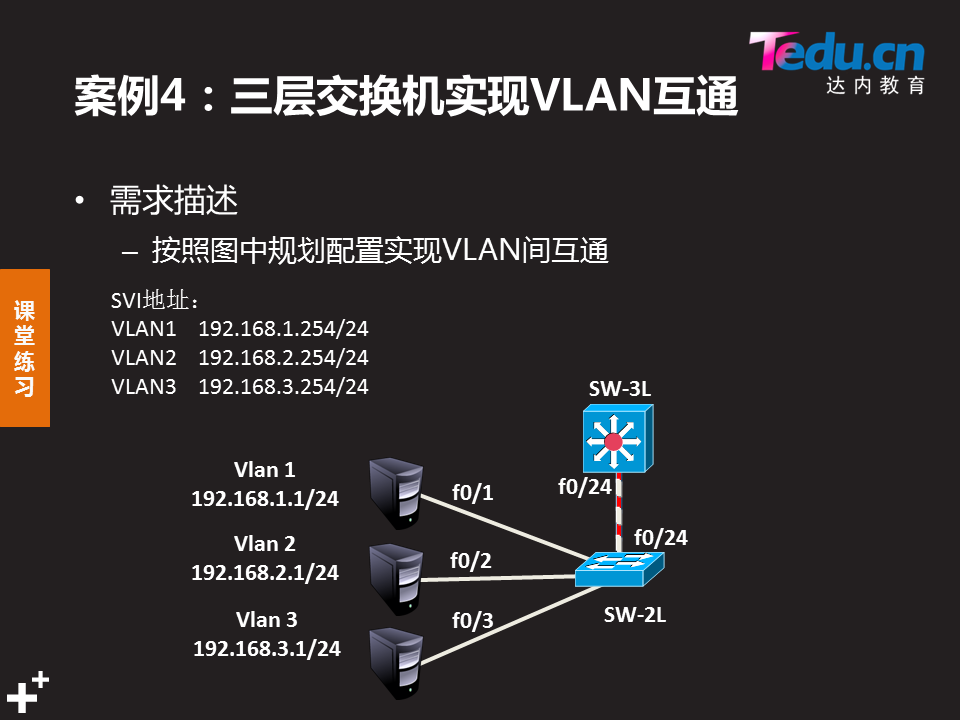 Tedu.cn
达内教育
案例4：三层交换机实现VLAN互通
• 需求描述
– 按照图中规划配置实现VLAN间互通
课堂练习
SVI地址：
VLAN1 192.168.1.254/24
VLAN2 192.168.2.254/24
VLAN3 192.168.3.254/24
SW-3L
Vlan 1
192.168.1.1/24
f0/1
f0/24
Vlan 2
192.168.2.1/24
f0/2
f0/24
Vlan 3
192.168.3.1/24
f0/3
SW-2L